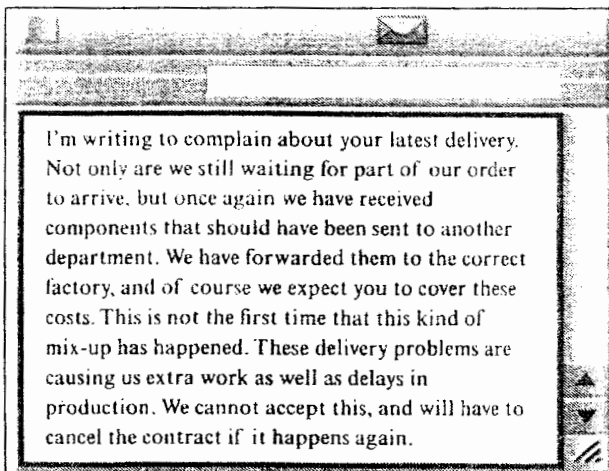 I'm writing to complain about your latest delivery.
Not only are we still waiting for part of our order
to arrive, but once again we have received
components that should have been sent to another
department. We have forwarded them to the correct
factory, and of course we expect you to cover these
costs. This is not the first time that this kind of
mix-up has happened. These delivery problems are
causing us extra work as well as delays in
production. We cannot accept this, and will have to
cancel the contract if it happens again.